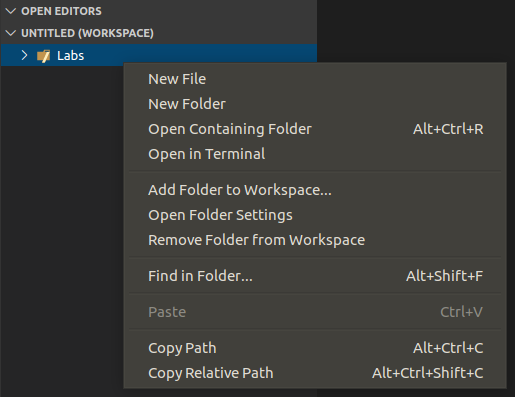 OPEN EDITORS
UNTITLED (WORKSPACE)
Labs
New File
New Folder
Open Containing Folder Alt+Ctrl+R
Open in Terminal
Add Folder to Workspace...
Open Folder Settings
Remove Folder from Workspace
Find in Folder... Alt+Shift+F
Paste Ctrl+V
Copy Path Alt+Ctrl+C
Copy Relative Path Alt+Ctrl+Shift+C